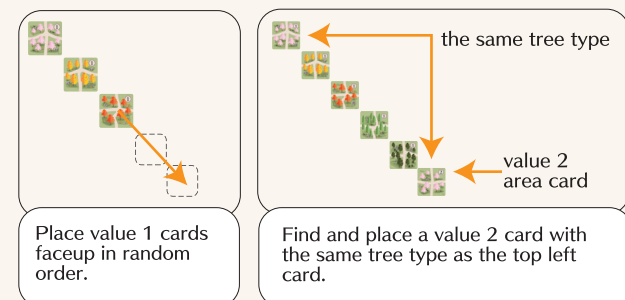 the same tree type
value 2
area card
Place value 1 cards
faceup in random
order.
Find and place a value 2 card with
the same tree type as the top left
card.